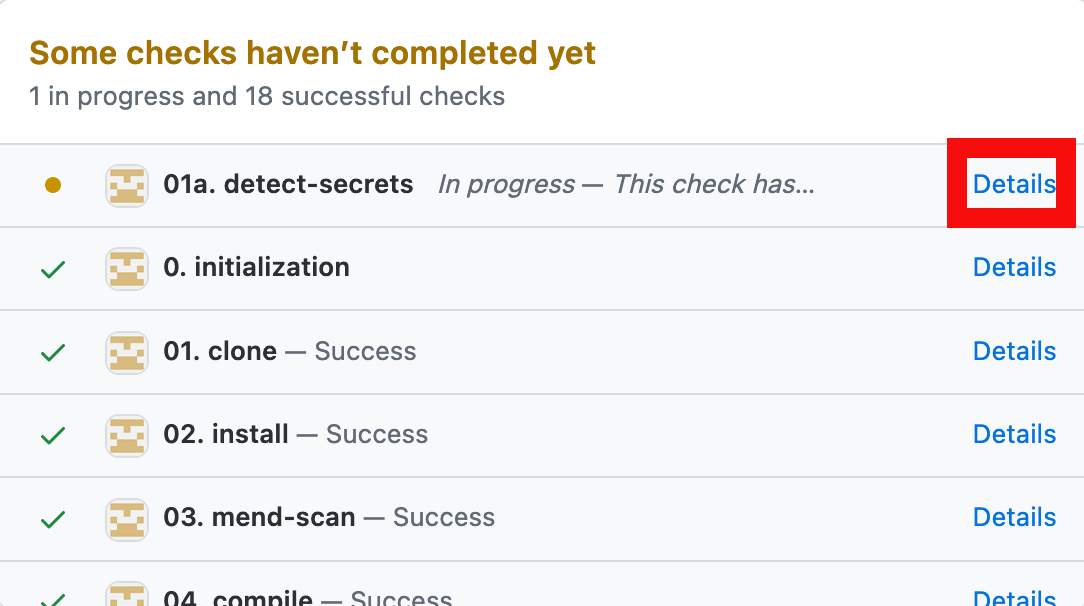 Some checks haven’t completed yet
1 in progress and 18 successful checks
01a. detect-secrets In progress — This check has... Details
0. initialization Details
01. clone — Success Details
02. install — Success Details
03. mend-scan — Success Details
04. compile — Success Details